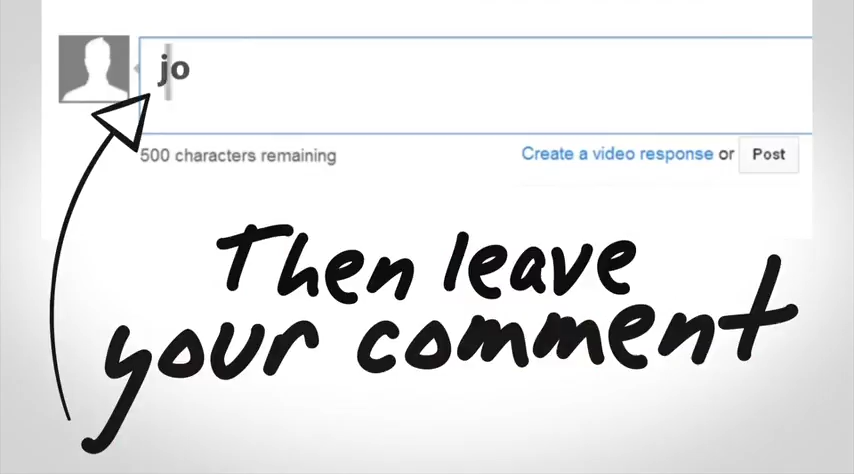 jo
500 characters remaining
Create a video response or Post
Then leave
your comment